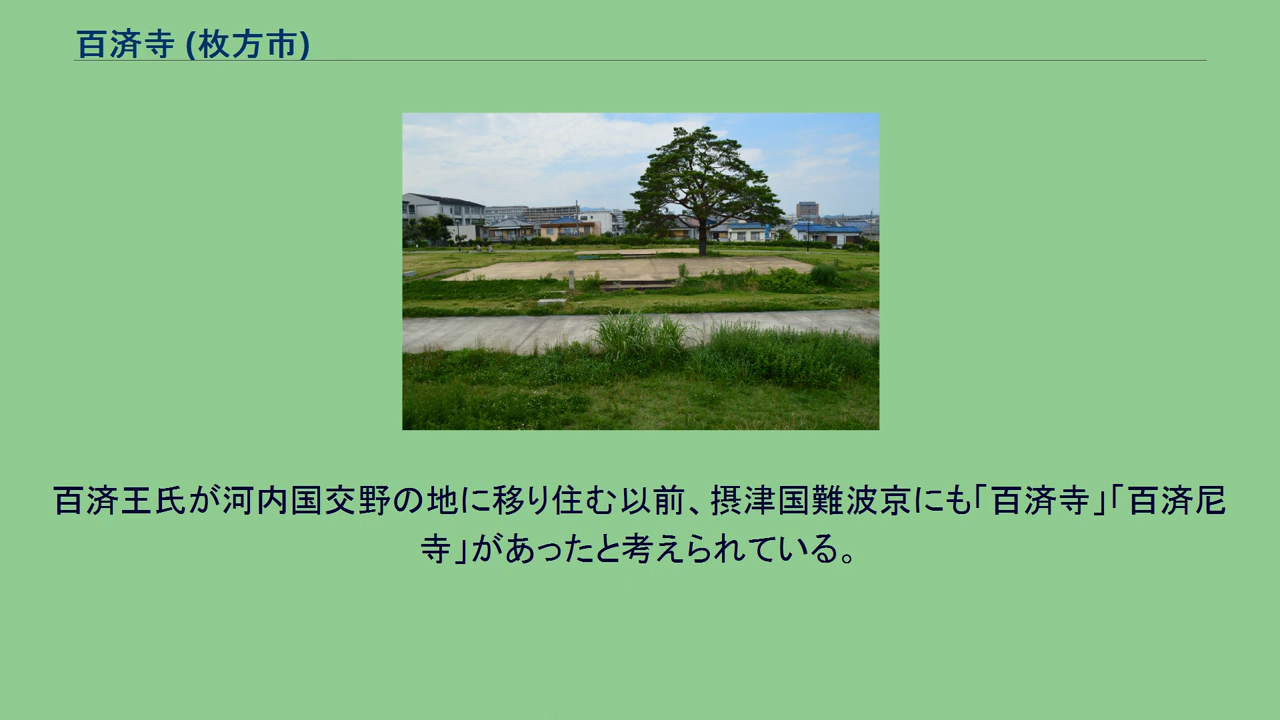 百済寺 (枚方市)
百済王氏が河内国交野の地に移り住む以前、摂津国難波京にも「百済寺」「百済尼
寺」があったと考えられている。